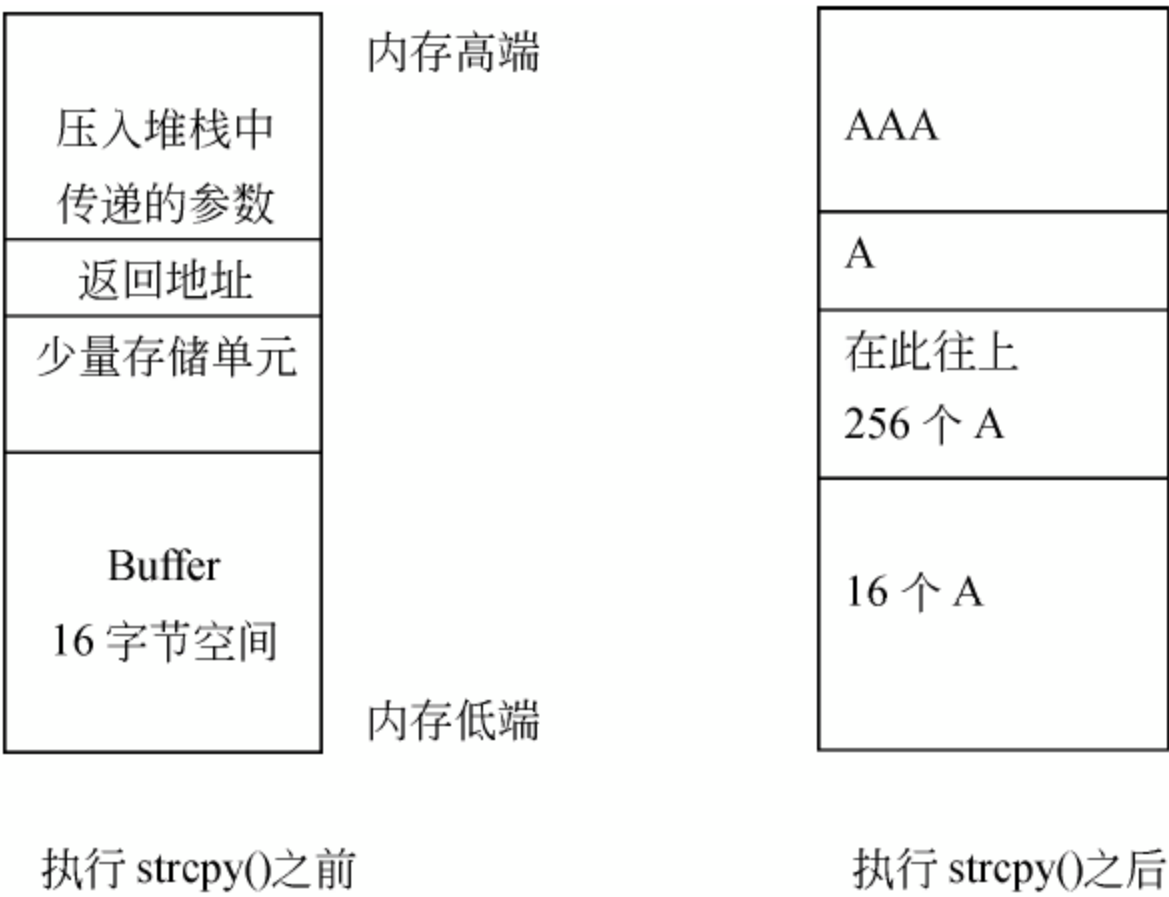 内存高端
压入堆栈中
传递的参数
返回地址
少量存储单元
Buffer
16 字节空间
内存低端
执行 strcpy()之前
AAA
A
在此往上
256 个 A
16 个 A
执行 strcpy()之后